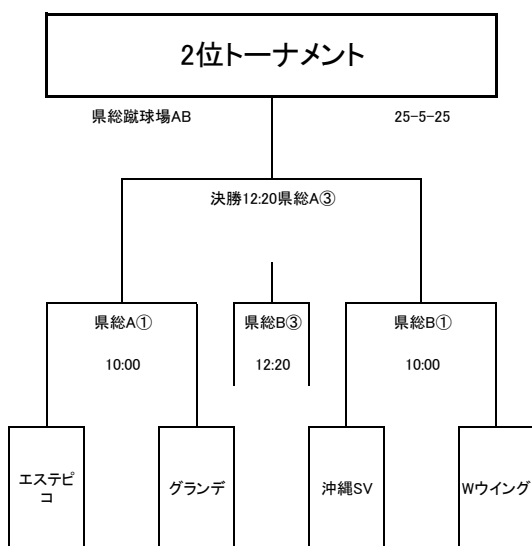 2位トーナメント
県総蹴球場AB 25-5-25
決勝12:20県総A③
県総A① 県総B③ 県総B①
10:00 12:20 10:00
エステピ
コ
グランデ 沖縄SV Wウイング